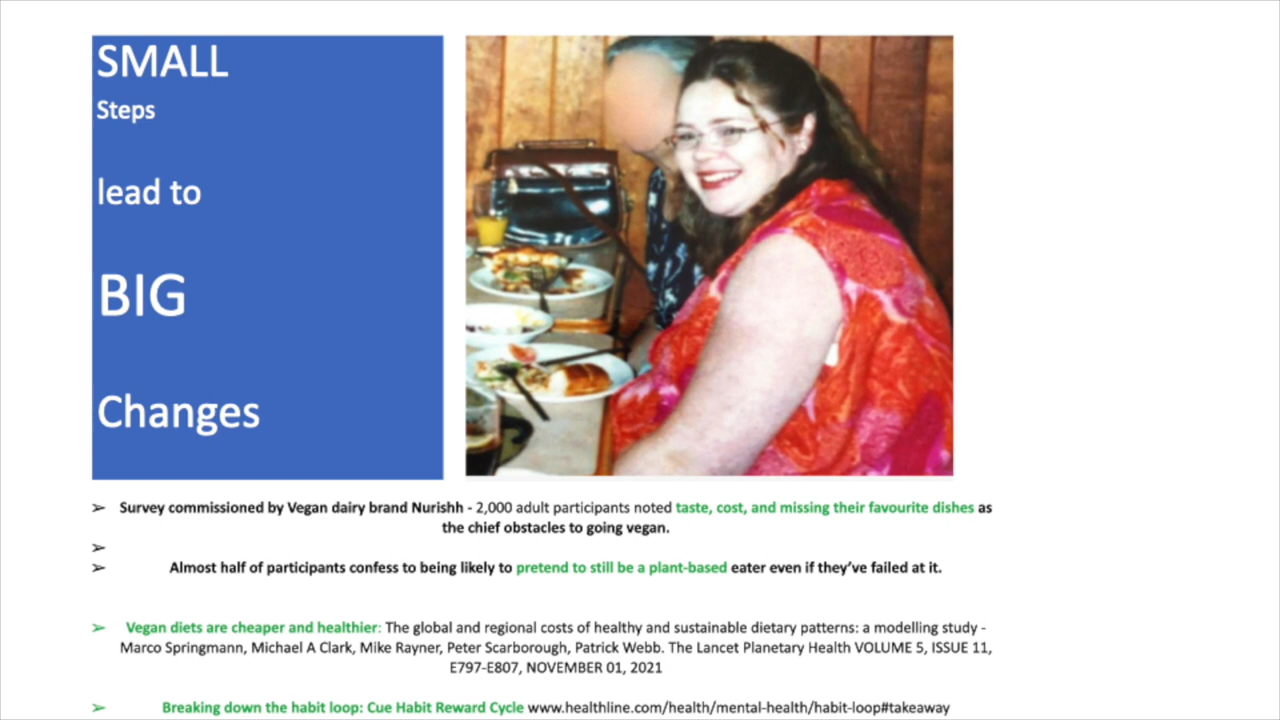 SMALL
Steps
lead to
BIG
Changes
➢ Survey commissioned by Vegan dairy brand Nurishh - 2,000 adult participants noted taste, cost, and missing their favourite dishes as
the chief obstacles to going vegan.
➢
➢ Almost half of participants confess to being likely to pretend to still be a plant-based eater even if they’ve failed at it.
➢ Vegan diets are cheaper and healthier: The global and regional costs of healthy and sustainable dietary patterns: a modelling study -
Marco Springmann, Michael A Clark, Mike Rayner, Peter Scarborough, Patrick Webb. The Lancet Planetary Health VOLUME 5, ISSUE 11,
E797-E807, NOVEMBER 01, 2021
➢ Breaking down the habit loop: Cue Habit Reward Cycle www.healthline.com/health/mental-health/habit-loop#takeaway